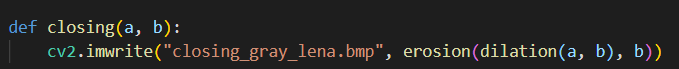 def closing(a, b):
    cv2.imwrite("closing_gray_lena.bmp", erosion(dilation(a, b), b))